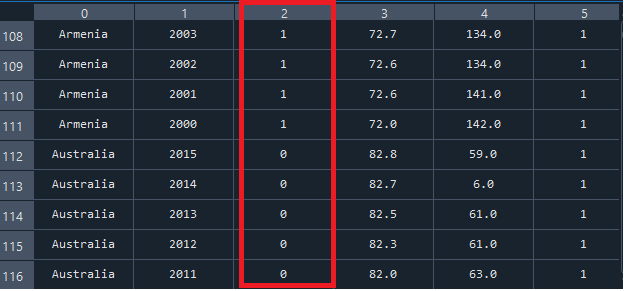 0 1 2 3 4 5
108 Armenia 2003 1 72.7 134.0 1
109 Armenia 2002 1 72.6 134.0 1
110 Armenia 2001 1 72.6 141.0 1
111 Armenia 2000 1 72.0 142.0 1
112 Australia 2015 0 82.8 59.0 1
113 Australia 2014 0 82.7 6.0 1
114 Australia 2013 0 82.5 61.0 1
115 Australia 2012 0 82.3 61.0 1
116 Australia 2011 0 82.0 63.0 1